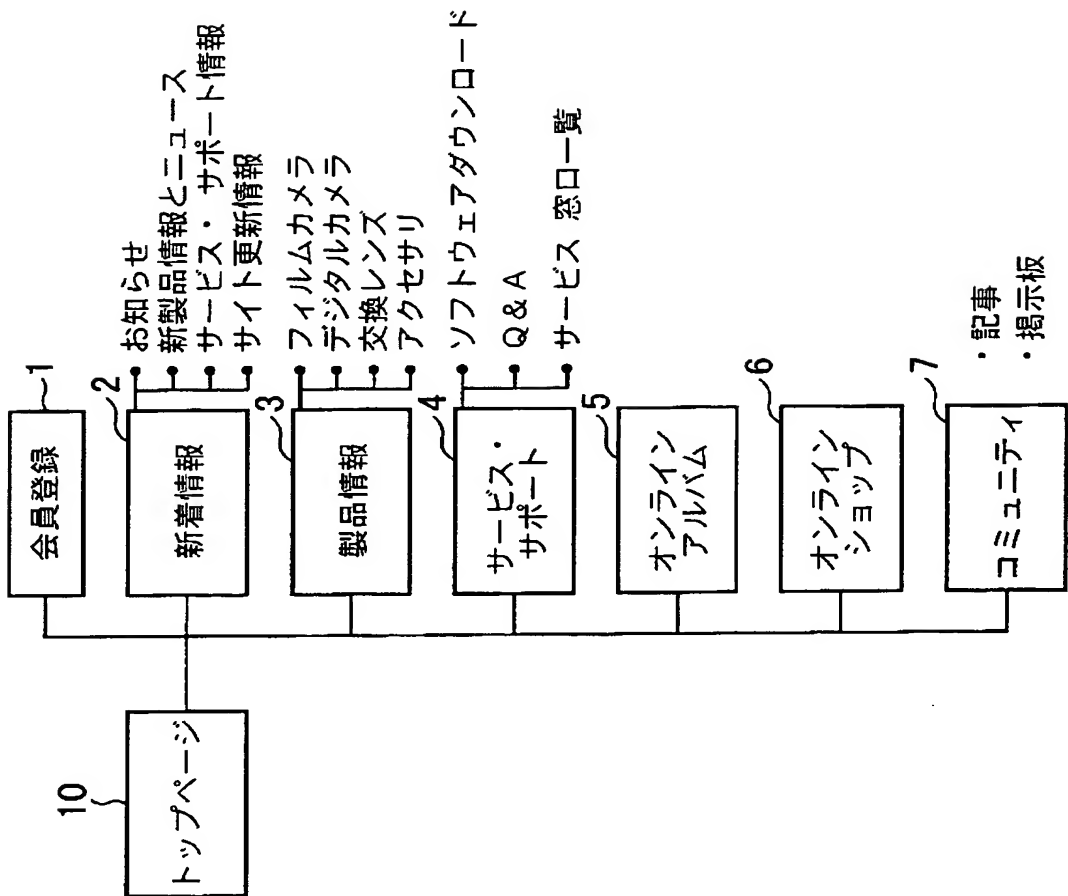 10
トップページ
1
会員登録
2
新着情報
お知らせ
新製品情報とニュース
サービス・サポート情報
サイト更新情報
3
製品情報
フィルムカメラ
デジタルカメラ
交換レンズ
アクセサリ
4
サービス・
サポート
ソフトウェアダウンロード
Q&A
サービス 窓口一覧
5
オンライン
アルバム
6
オンライン
ショップ
7
コミュニティ
・記事
・掲示板